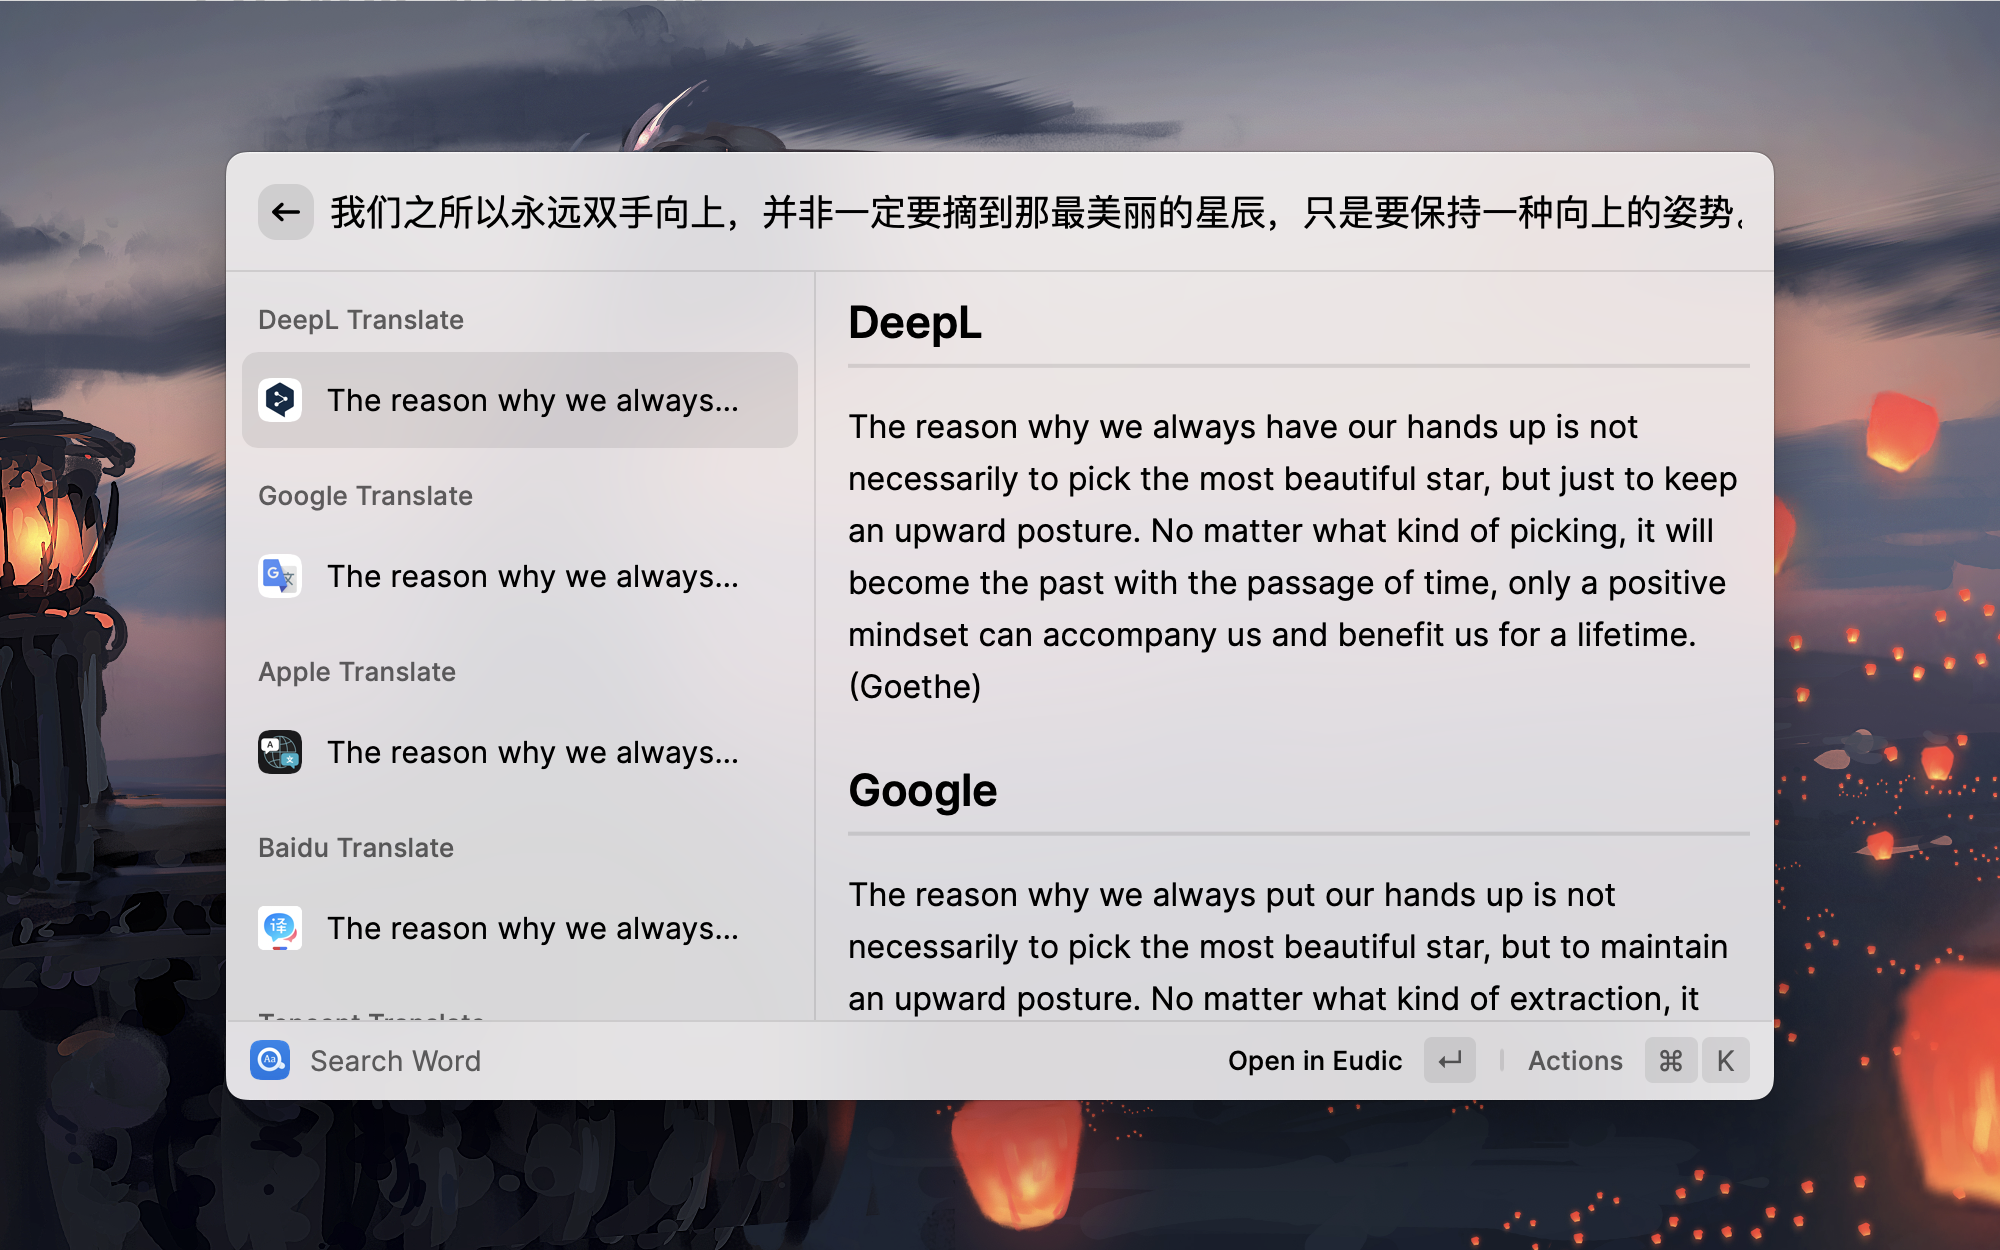 我们之所以永远双手向上，并非一定要摘到那最美丽的星辰，只是要保持一种向上的姿势。
DeepL Translate
The reason why we always...
Google Translate
G 文
The reason why we always...
Apple Translate
A 文
The reason why we always...
Baidu Translate
译
The reason why we always...
Tencent Translate
DeepL
The reason why we always have our hands up is not
necessarily to pick the most beautiful star, but just to keep
an upward posture. No matter what kind of picking, it will
become the past with the passage of time, only a positive
mindset can accompany us and benefit us for a lifetime.
(Goethe)
Google
The reason why we always put our hands up is not
necessarily to pick the most beautiful star, but to maintain
an upward posture. No matter what kind of extraction, it
Aa Search Word
Open in Eudic ↵ Actions ⌘ K